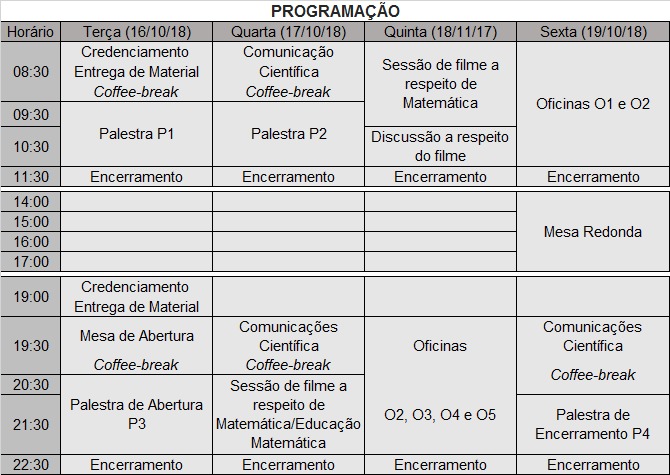 PROGRAMAÇÃO
Horário Terça (16/10/18) Quarta (17/10/18) Quinta (18/11/17) Sexta (19/10/18)
08:30
Credenciamento
Entrega de Material
Coffee-break
Comunicação
Científica
Coffee-break
Sessão de filme a
respeito de
Matemática
Oficinas O1 e O2
09:30
Palestra P1
Palestra P2
10:30
Discussão a respeito
do filme
11:30 Encerramento Encerramento Encerramento Encerramento
14:00
15:00
16:00
17:00
Mesa Redonda
19:00
Credenciamento
Entrega de Material
19:30
Mesa de Abertura
Coffee-break
Comunicações
Científica
Coffee-break
Oficinas
O2, O3, O4 e O5
Comunicações
Científica
Coffee-break
20:30
21:30
Palestra de Abertura
P3
Sessão de filme a
respeito de
Matemática/Educação
Matemática
Palestra de
Encerramento P4
22:30 Encerramento Encerramento Encerramento Encerramento